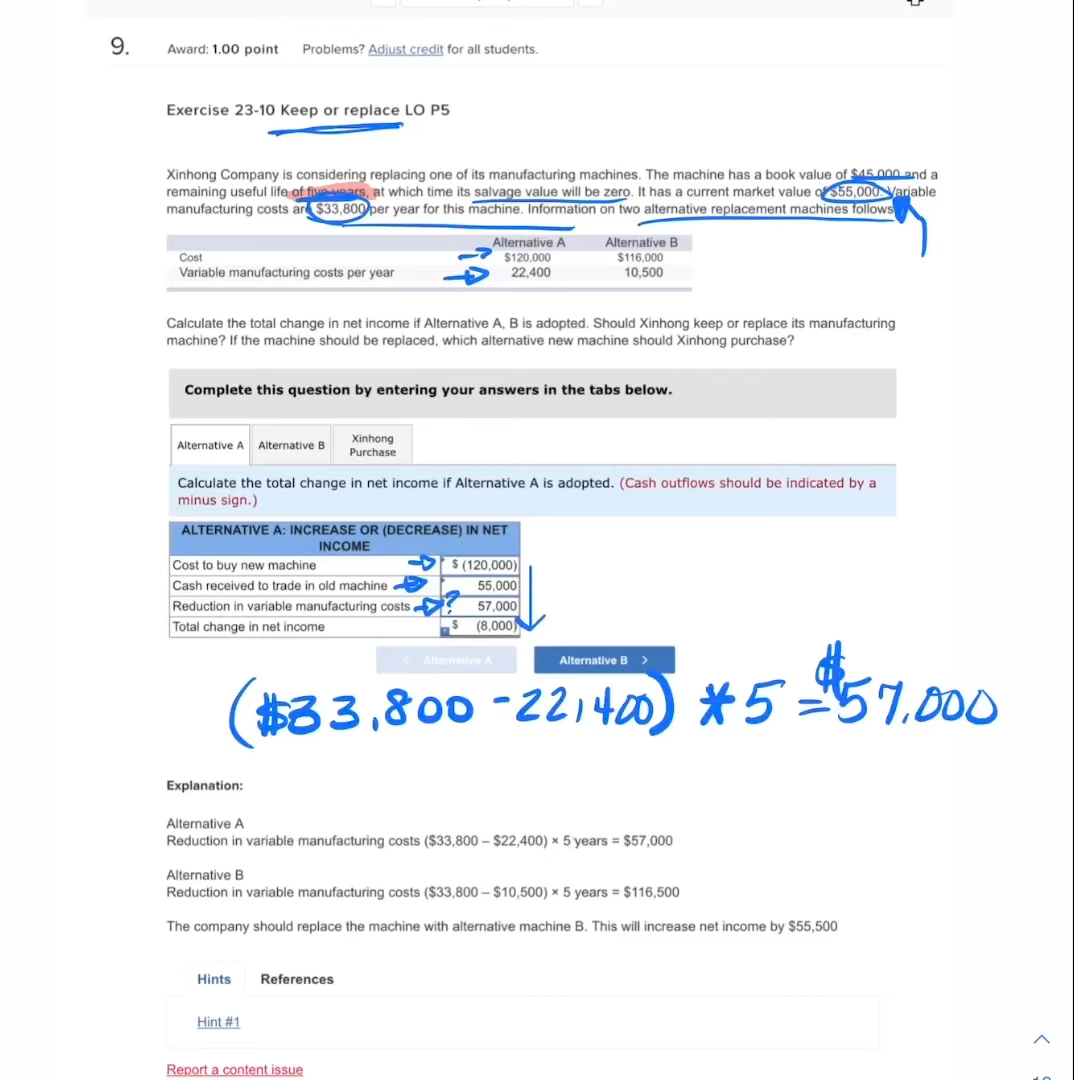 9. Award: 1.00 point Problems? Adjust credit for all students.
Exercise 23-10 Keep or replace LO P5
Xinhong Company is considering replacing one of its manufacturing machines. The machine has a book value of $45,000 and a
remaining useful life of five years, at which time its salvage value will be zero. It has a current market value of $55,000. Variable
manufacturing costs are $33,800 per year for this machine. Information on two alternative replacement machines follows
Alternative A Alternative B
Cost $120,000 $116,000
Variable manufacturing costs per year 22,400 10,500
Calculate the total change in net income if Alternative A, B is adopted. Should Xinhong keep or replace its manufacturing
machine? If the machine should be replaced, which alternative new machine should Xinhong purchase?
Complete this question by entering your answers in the tabs below.
Alternative A Alternative B Xinhong
Purchase
Calculate the total change in net income if Alternative A is adopted. (Cash outflows should be indicated by a
minus sign.)
ALTERNATIVE A: INCREASE OR (DECREASE) IN NET
INCOME
Cost to buy new machine $ (120,000)
Cash received to trade in old machine 55,000
Reduction in variable manufacturing costs ? 57,000
Total change in net income $ (8,000)
< Alternative A Alternative B >
($33,800 - 22,400) * 5 = $57,000
Explanation:
Alternative A
Reduction in variable manufacturing costs ($33,800 – $22,400) × 5 years = $57,000
Alternative B
Reduction in variable manufacturing costs ($33,800 – $10,500) × 5 years = $116,500
The company should replace the machine with alternative machine B. This will increase net income by $55,500
Hints References
Hint #1
Report a content issue